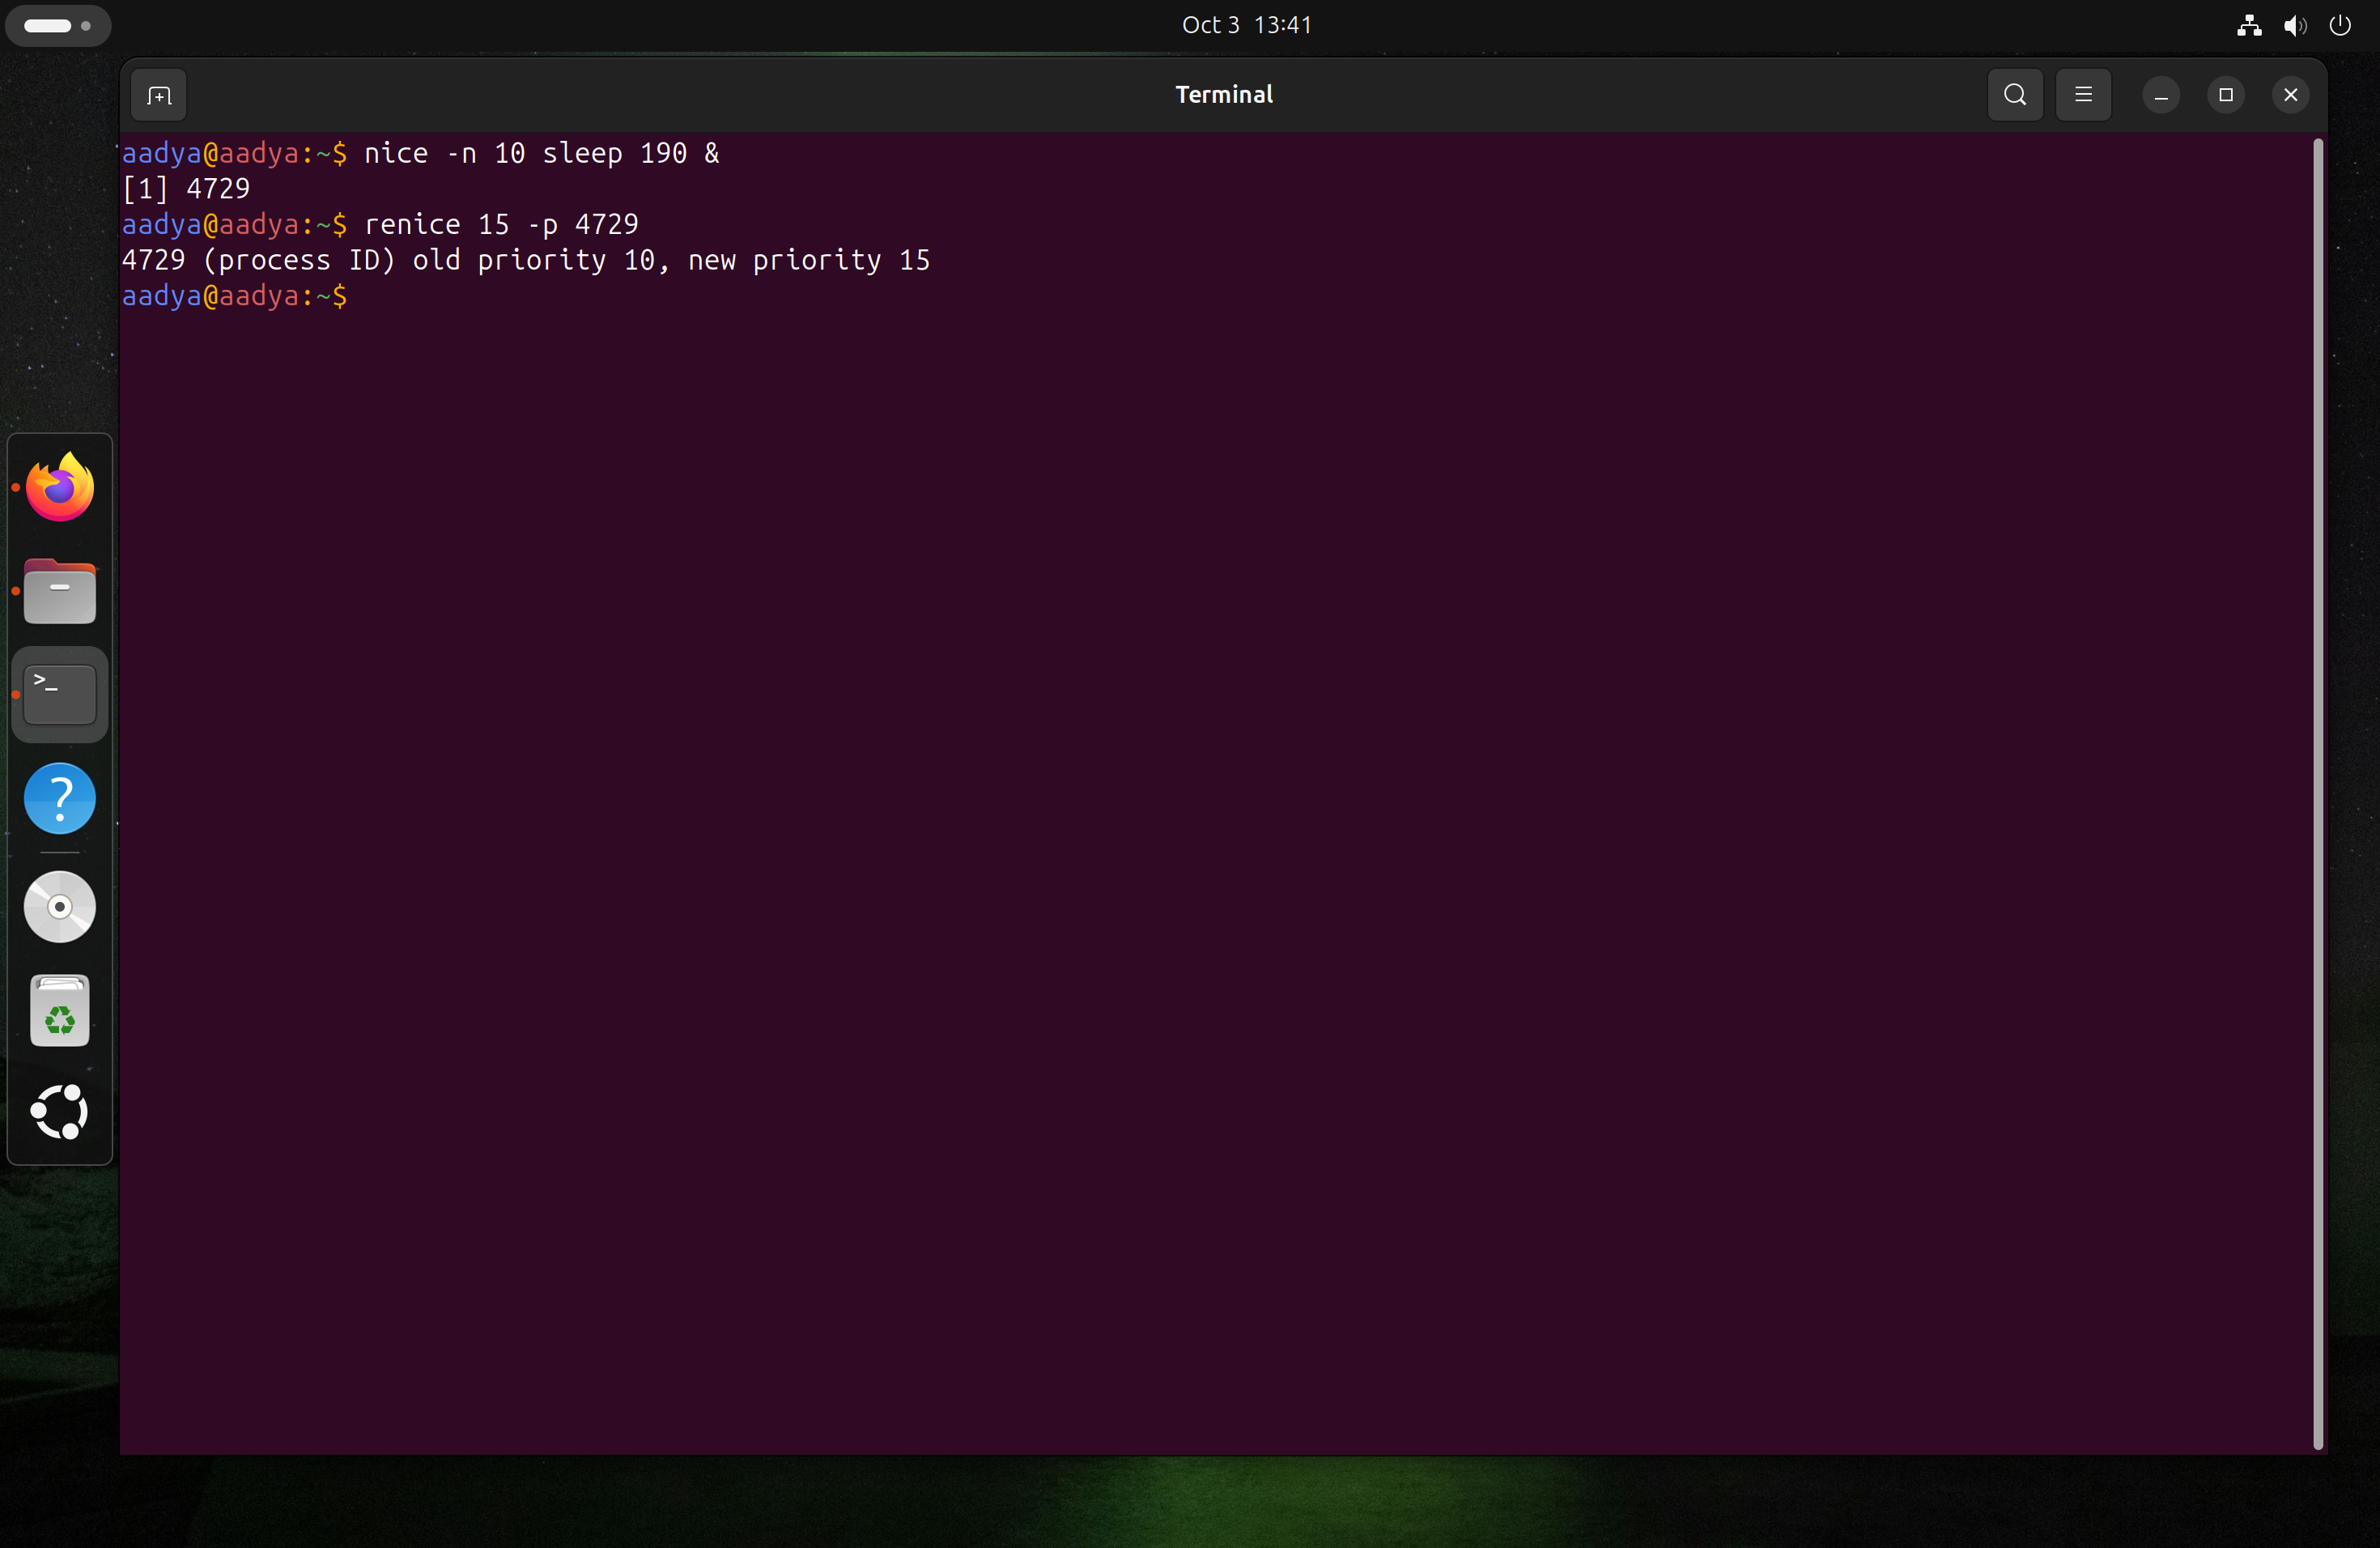 Oct 3 13:41
Terminal
aadya@aadya:~$ nice -n 10 sleep 190 &
[1] 4729
aadya@aadya:~$ renice 15 -p 4729
4729 (process ID) old priority 10, new priority 15
aadya@aadya:~$